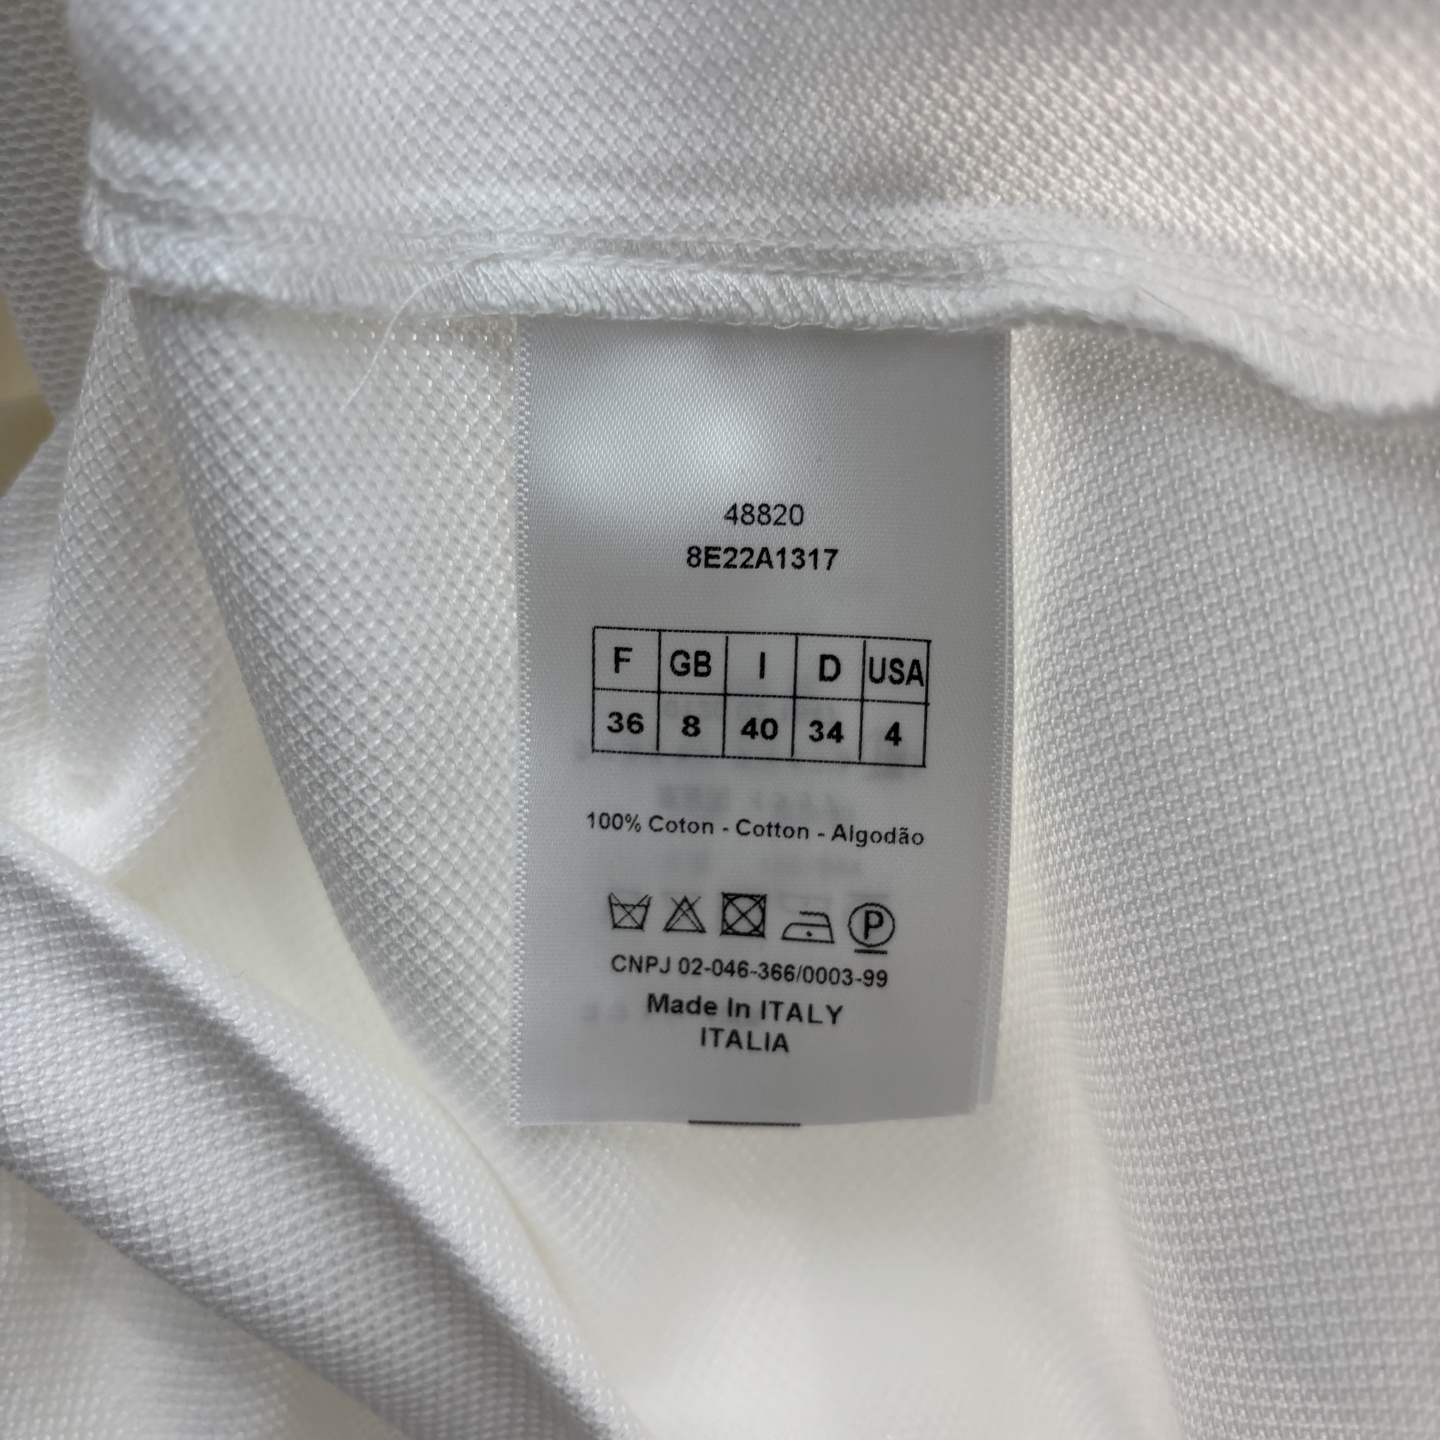 48820
8E22A1317
F GB I D USA
36 8 40 34 4
100% Coton - Cotton - Algodão
P
CNPJ 02-046-366/0003-99
Made In ITALY
ITALIA